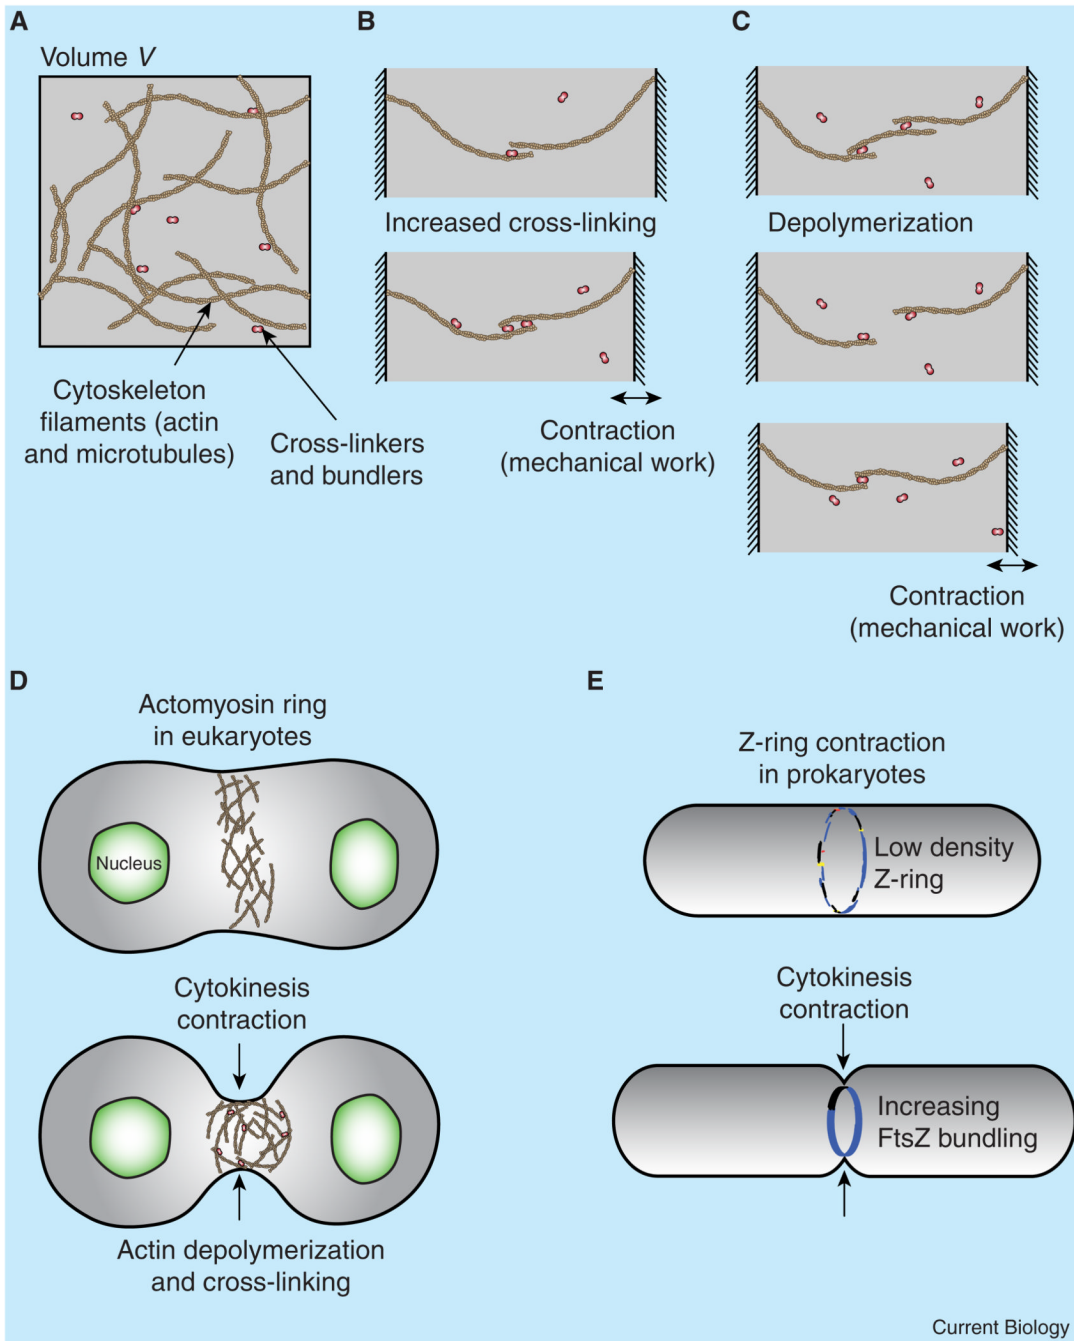 A
Volume V
Cytoskeleton
filaments (actin
and microtubules)
Cross-linkers
and bundlers
B
Increased cross-linking
Contraction
(mechanical work)
C
Depolymerization
Contraction
(mechanical work)
D
Actomyosin ring
in eukaryotes
Nucleus
Cytokinesis
contraction
Actin depolymerization
and cross-linking
E
Z-ring contraction
in prokaryotes
Low density
Z-ring
Cytokinesis
contraction
Increasing
FtsZ bundling
Current Biology